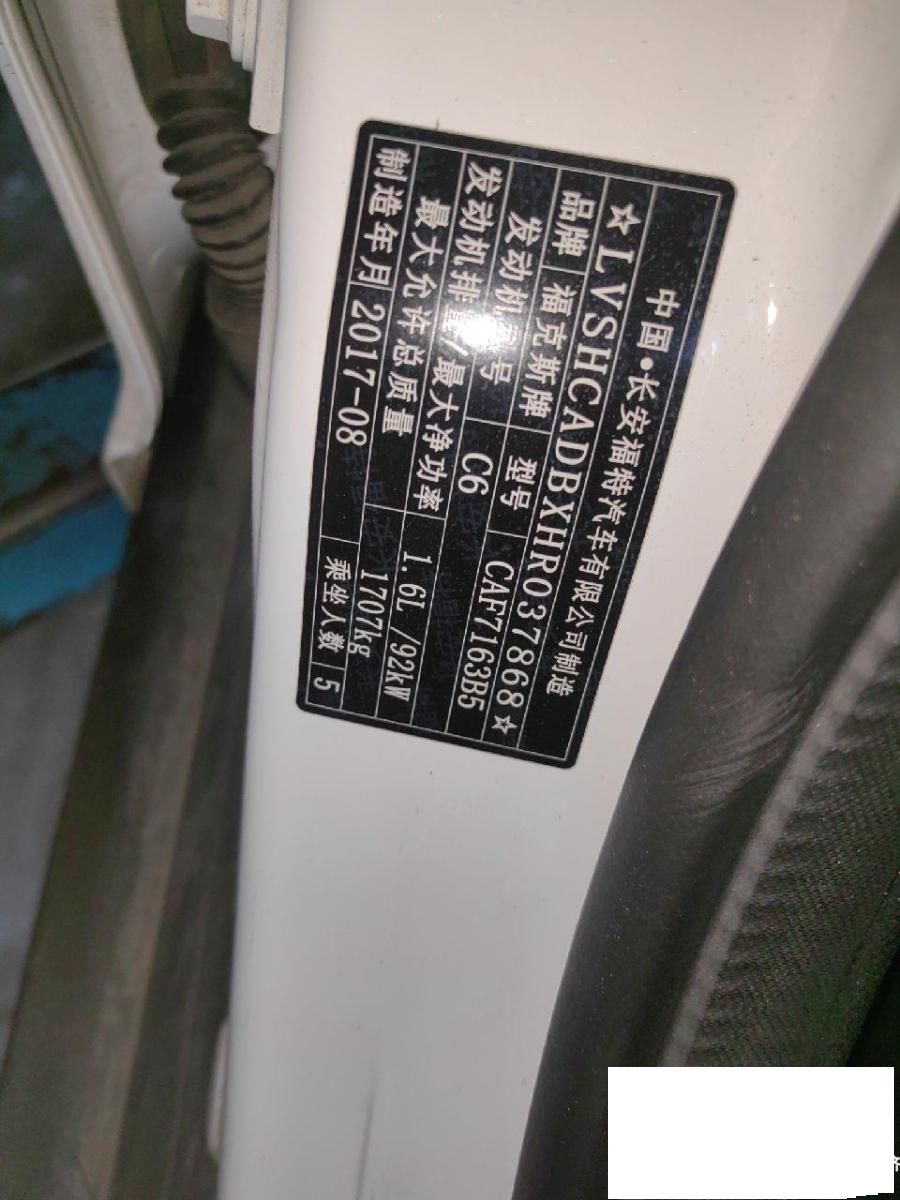 中国·长安福特汽车有限公司制造
☆LVSHCADBXHR037868☆
品牌 福克斯牌 型号 CAF7163B5
发动机 号 C6
发动机排 /最大净功率 1.6L /92kW
最大允许总质量 1707kg
制造年月 2017-08 乘坐人数 5